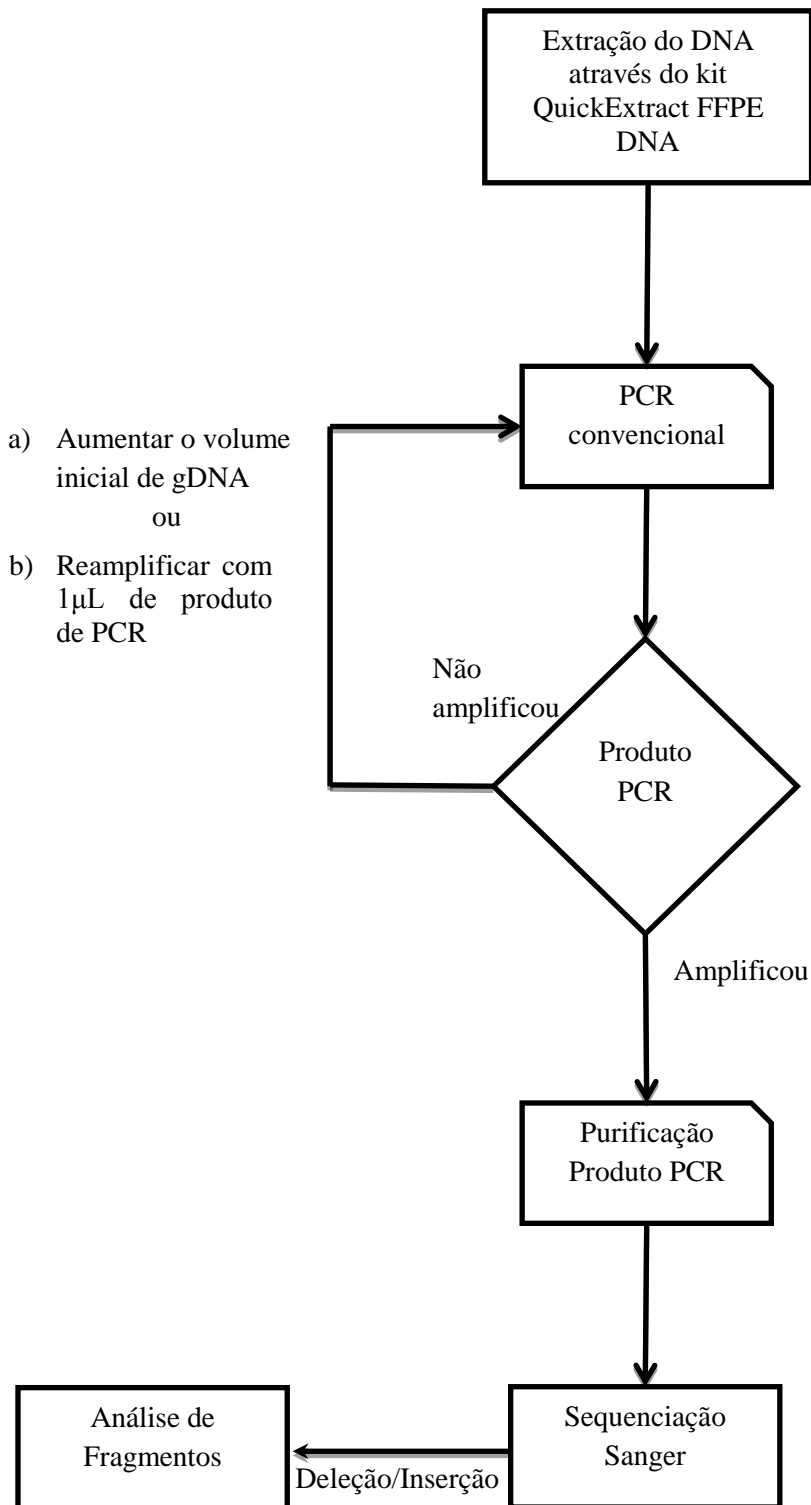 Extração do DNA
através do kit
QuickExtract FFPE
DNA
PCR
convencional
a) Aumentar o volume
inicial de gDNA
ou
b) Reamplificar com
1μL de produto
de PCR
Não
amplificou
Produto
PCR
Amplificou
Purificação
Produto PCR
Sequenciação
Sanger
Deleção/Inserção
Análise de
Fragmentos